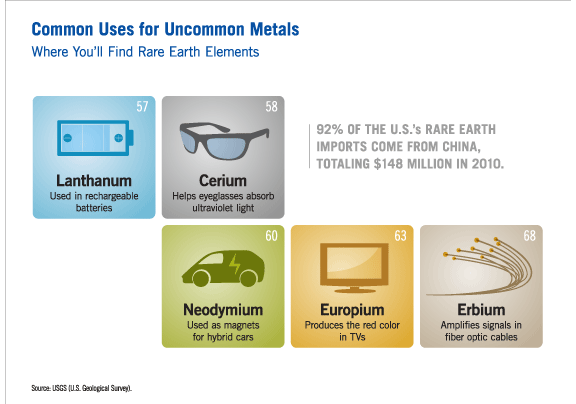 Common Uses for Uncommon Metals
Where You'll Find Rare Earth Elements
57
Lanthanum
Used in rechargeable
batteries
58
Cerium
Helps eyeglasses absorb
ultraviolet light
92% OF THE U.S.'s RARE EARTH
IMPORTS COME FROM CHINA,
TOTALING $148 MILLION IN 2010.
60
Neodymium
Used as magnets
for hybrid cars
63
Europium
Produces the red color
in TVs
68
Erbium
Amplifies signals in
fiber optic cables
Source: USGS (U.S. Geological Survey).